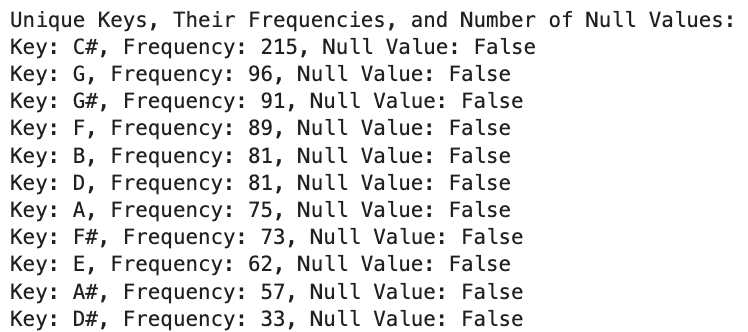 Unique Keys, Their Frequencies, and Number of Null Values:
Key: C#, Frequency: 215, Null Value: False
Key: G, Frequency: 96, Null Value: False
Key: G#, Frequency: 91, Null Value: False
Key: F, Frequency: 89, Null Value: False
Key: B, Frequency: 81, Null Value: False
Key: D, Frequency: 81, Null Value: False
Key: A, Frequency: 75, Null Value: False
Key: F#, Frequency: 73, Null Value: False
Key: E, Frequency: 62, Null Value: False
Key: A#, Frequency: 57, Null Value: False
Key: D#, Frequency: 33, Null Value: False